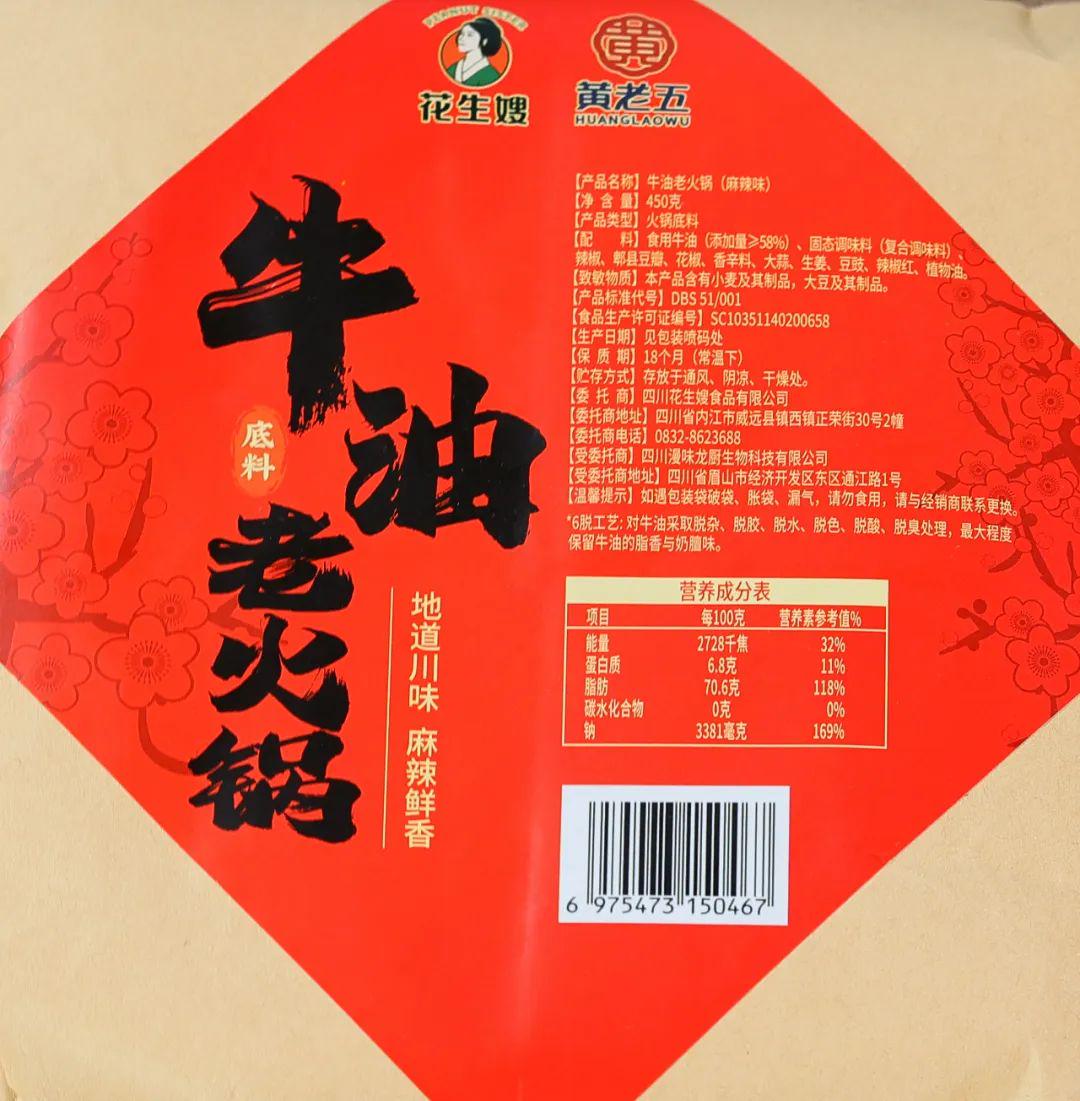 PEANUT SISTER
花生嫂
黄
黄老五
HUANGLAOWU
牛油
底料
老火锅
地道川味 麻辣鲜香
【产品名称】牛油老火锅（麻辣味）
【净 含 量】450克
【产品类型】火锅底料
【配 料】食用牛油（添加量≥58%）、固态调味料（复合调味料）、
辣椒、郫县豆瓣、花椒、香辛料、大蒜、生姜、豆豉、辣椒红、植物油。
【致敏物质】本产品含有小麦及其制品，大豆及其制品。
【产品标准代号】DBS 51/001
【食品生产许可证编号】SC10351140200658
【生产日期】见包装喷码处
【保 质 期】18个月（常温下）
【贮存方式】存放于通风、阴凉、干燥处。
【委 托 商】四川花生嫂食品有限公司
【委托商地址】四川省内江市威远县镇西镇正荣街30号2幢
【委托商电话】0832-8623688
【受委托商】四川漫味龙厨生物科技有限公司
【受委托商地址】四川省眉山市经济开发区东区通江路1号
【温馨提示】如遇包装袋破袋、胀袋、漏气，请勿食用，请与经销商联系更换。
*6脱工艺: 对牛油采取脱杂、脱胶、脱水、脱色、脱酸、脱臭处理，最大程度
保留牛油的脂香与奶膻味。
营养成分表
项目 每100克 营养素参考值%
能量 2728千焦 32%
蛋白质 6.8克 11%
脂肪 70.6克 118%
碳水化合物 0克 0%
钠 3381毫克 169%
6 975473 150467